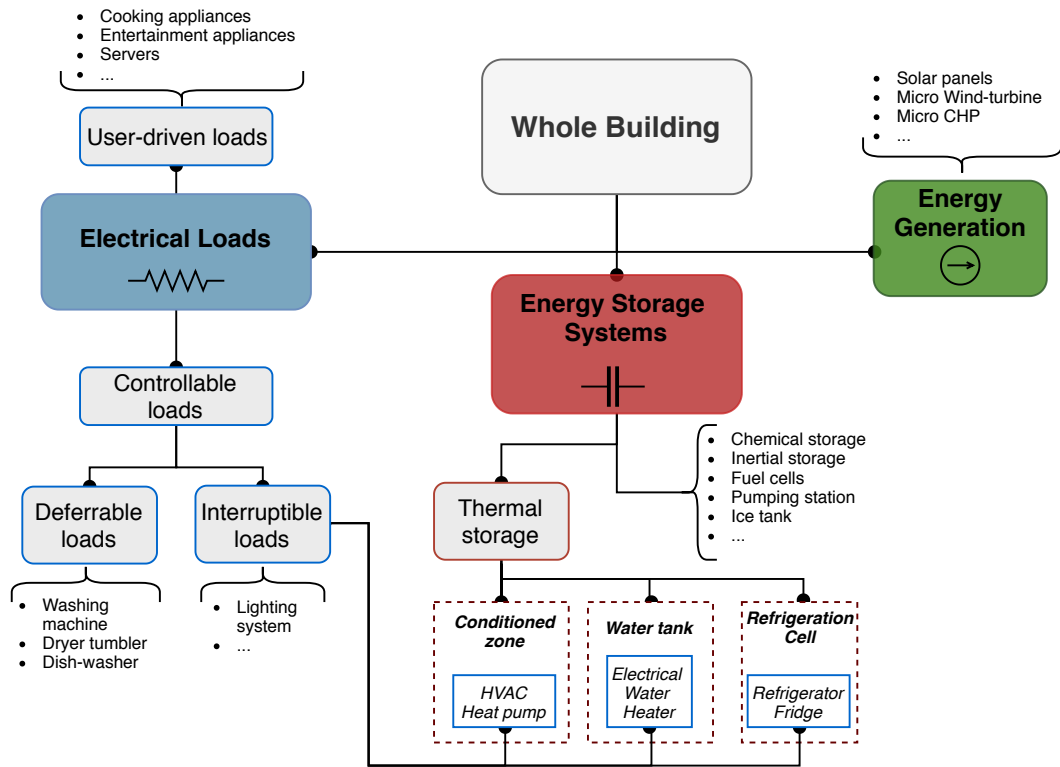 • Cooking appliances
• Entertainment appliances
• Servers
• ...
User-driven loads
Electrical Loads
Whole Building
• Solar panels
• Micro Wind-turbine
• Micro CHP
• ...
Energy
Generation
Energy Storage
Systems
Controllable
loads
Deferrable
loads
Interruptible
loads
• Washing
machine
• Dryer tumbler
• Dish-washer
• Lighting
system
• ...
• Chemical storage
• Inertial storage
• Fuel cells
• Pumping station
• Ice tank
• ...
Thermal
storage
Conditioned
zone
HVAC
Heat pump
Water tank
Electrical
Water
Heater
Refrigeration
Cell
Refrigerator
Fridge